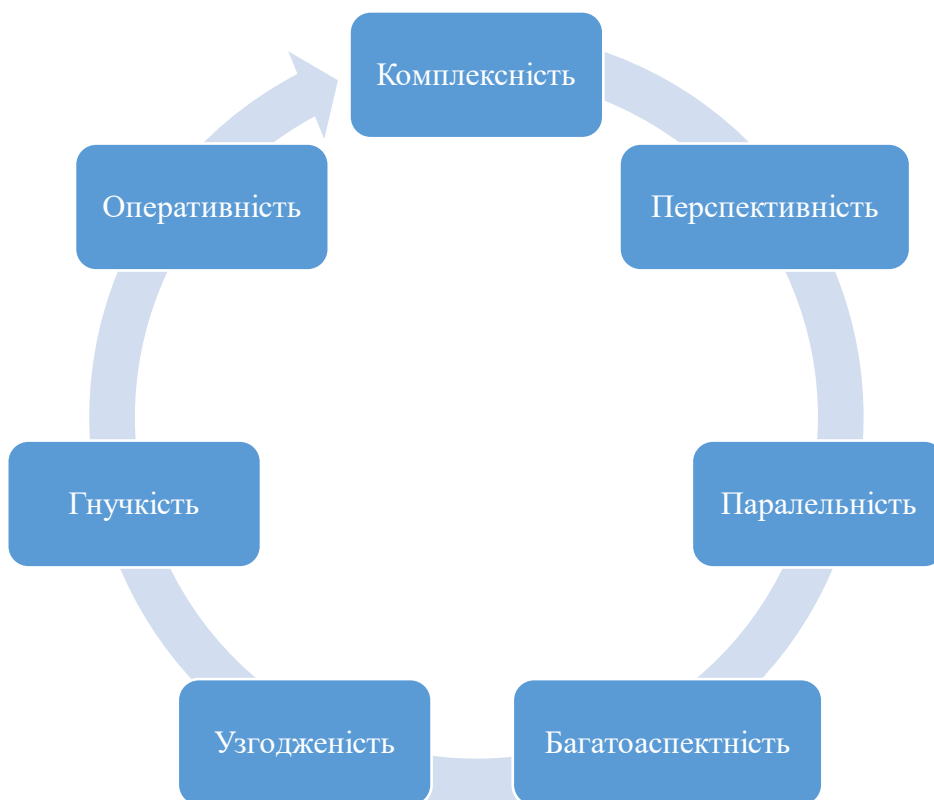 Комплексність
Перспективність
Паралельність
Багатоаспектність
Узгодженість
Гнучкість
Оперативність